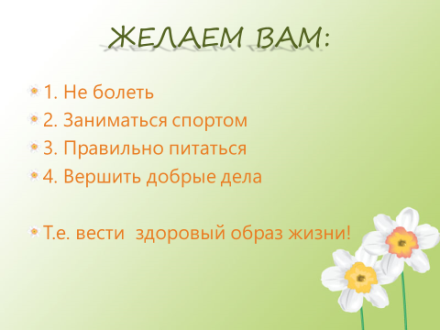 ЖЕЛАЕМ ВАМ:
1. Не болеть
2. Заниматься спортом
3. Правильно питаться
4. Вершить добрые дела
Т.е. вести  здоровый образ жизни!